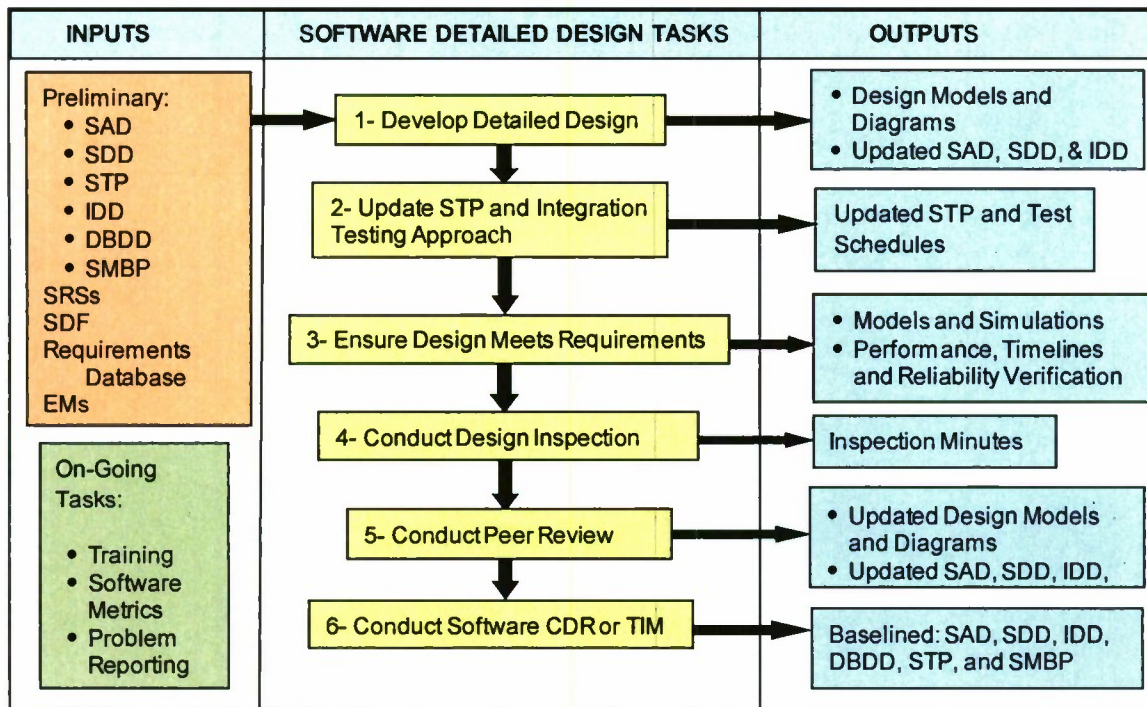 INPUTS
SOFTWARE DETAILED DESIGN TASKS
OUTPUTS
Preliminary:
• SAD
• SDD
• STP
• IDD
• DBDD
• SMBP
SRSs
SDF
Requirements
Database
EMs
On-Going
Tasks:
• Training
• Software
Metrics
• Problem
Reporting
1- Develop Detailed Design
2- Update STP and Integration
Testing Approach
3- Ensure Design Meets Requirements
4- Conduct Design Inspection
5- Conduct Peer Review
6- Conduct Software CDR or TIM
• Design Models and
Diagrams
• Updated SAD, SDD, & IDD
Updated STP and Test
Schedules
• Models and Simulations
• Performance, Timelines
and Reliability Verification
Inspection Minutes
• Updated Design Models
and Diagrams
• Updated SAD, SDD, IDD,
Baselined: SAD, SDD, IDD,
DBDD, STP, and SMBP